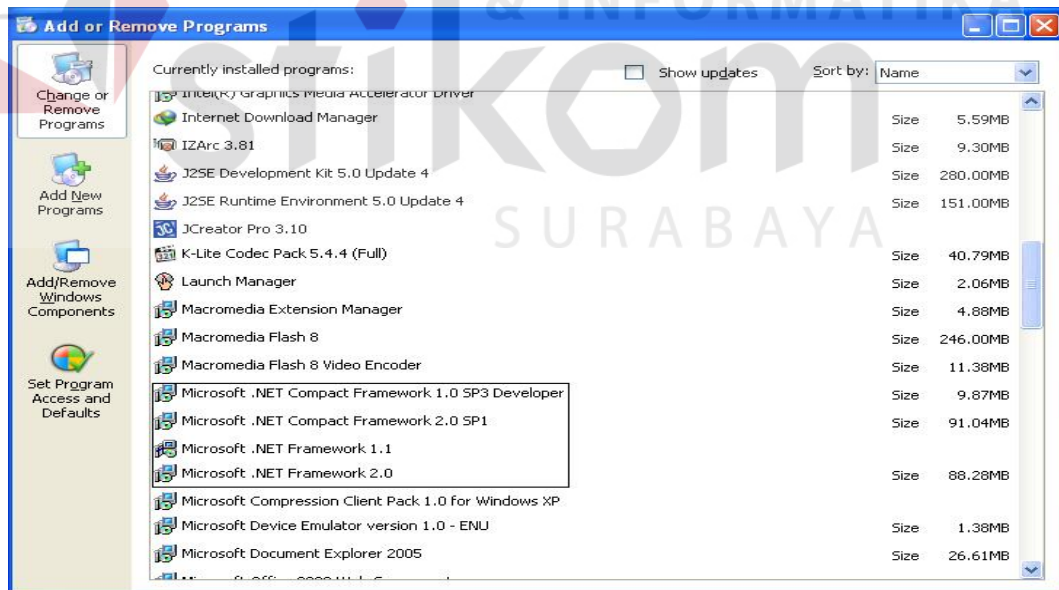 & INFORMATIKA
stikom
SURABAYA
Add or Remove Programs
Change or
Remove
Programs
Add New
Programs
Add/Remove
Windows
Components
Set Program
Access and
Defaults
Currently installed programs:
Show updates
Sort by: Name
Intel(R) Graphics Media Accelerator Driver
Internet Download Manager Size 5.59MB
IZArc 3.81 Size 9.30MB
J2SE Development Kit 5.0 Update 4 Size 280.00MB
J2SE Runtime Environment 5.0 Update 4 Size 151.00MB
JCreator Pro 3.10
K-Lite Codec Pack 5.4.4 (Full) Size 40.79MB
Launch Manager Size 2.06MB
Macromedia Extension Manager Size 4.88MB
Macromedia Flash 8 Size 246.00MB
Macromedia Flash 8 Video Encoder Size 11.38MB
Microsoft .NET Compact Framework 1.0 SP3 Developer Size 9.87MB
Microsoft .NET Compact Framework 2.0 SP1 Size 91.04MB
Microsoft .NET Framework 1.1
Microsoft .NET Framework 2.0 Size 88.28MB
Microsoft Compression Client Pack 1.0 for Windows XP
Microsoft Device Emulator version 1.0 - ENU Size 1.38MB
Microsoft Document Explorer 2005 Size 26.61MB